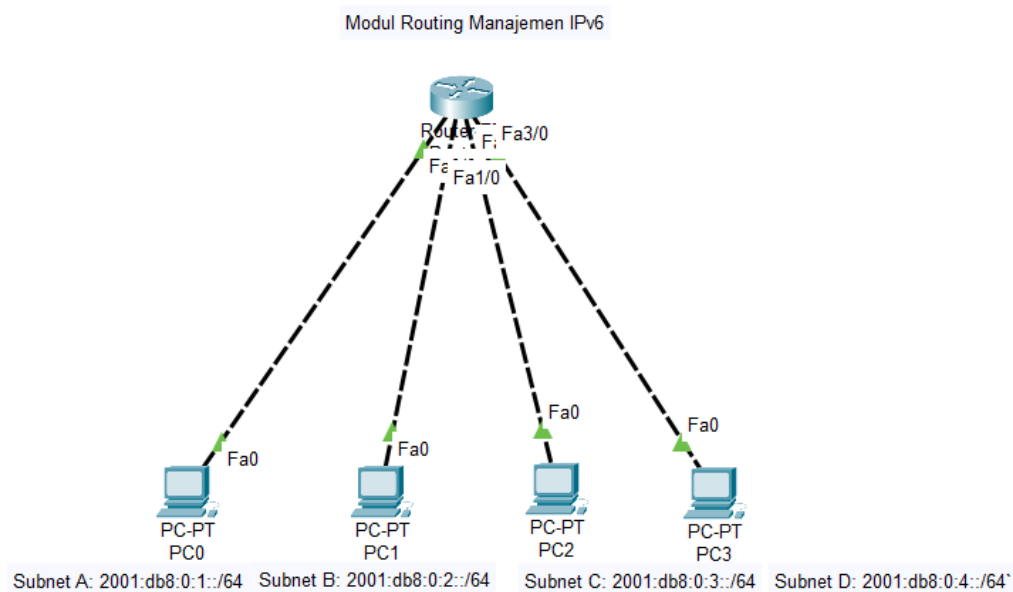 Modul Routing Manajemen IPv6
Router
Fa3/0
Fa1/0
Fa0
Fa0
Fa0
Fa0
PC-PT
PC0
PC-PT
PC1
PC-PT
PC2
PC-PT
PC3
Subnet A: 2001:db8:0:1::/64
Subnet B: 2001:db8:0:2::/64
Subnet C: 2001:db8:0:3::/64
Subnet D: 2001:db8:0:4::/64`